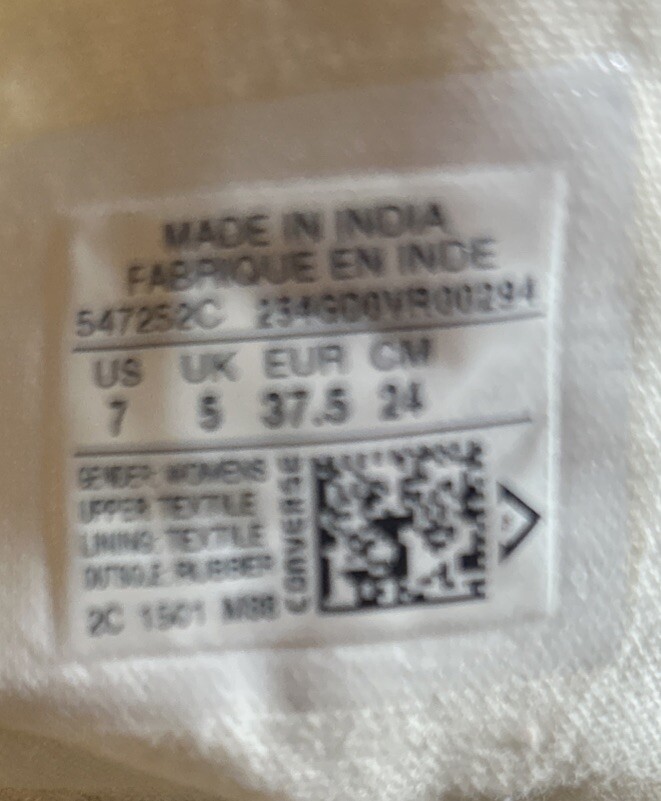 MADE IN INDIA
FABRIQUE EN INDE
547252C
US UK EUR CM
7 5 37.5 24
GENDER: WOMENS
UPPER: TEXTILE
LINING: TEXTILE
OUTSOLE: RUBBER
2C
CONVERSE